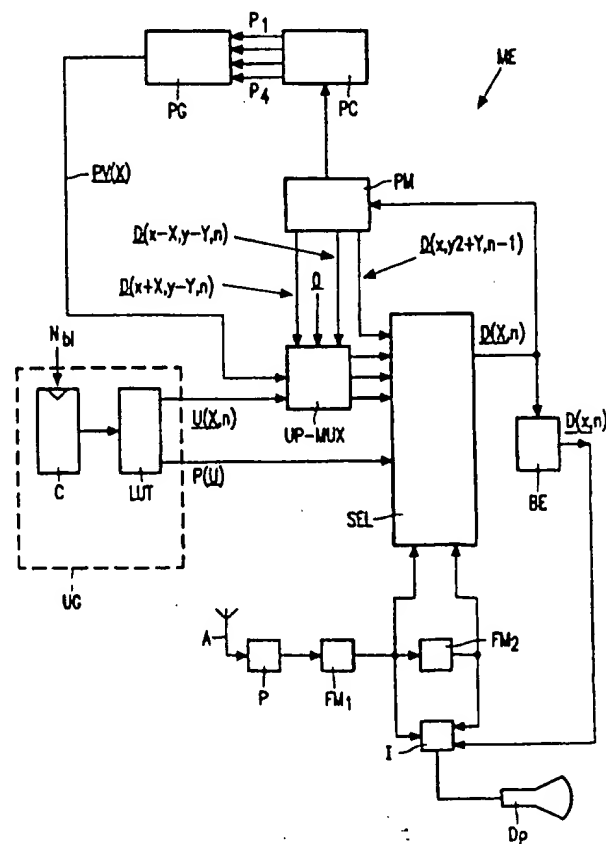 P1
ME
P4
PG
PC
PV(X)
PM
D(x-X,y-Y,n)
D(x,y2+Y,n-1)
D(x+X,y-Y,n)
0
D(X,n)
Nbl
U(X,n)
UP-MUX
D(x,n)
C
LUT
P(U)
BE
SEL
UG
A
FM2
P
FM1
I
Dp